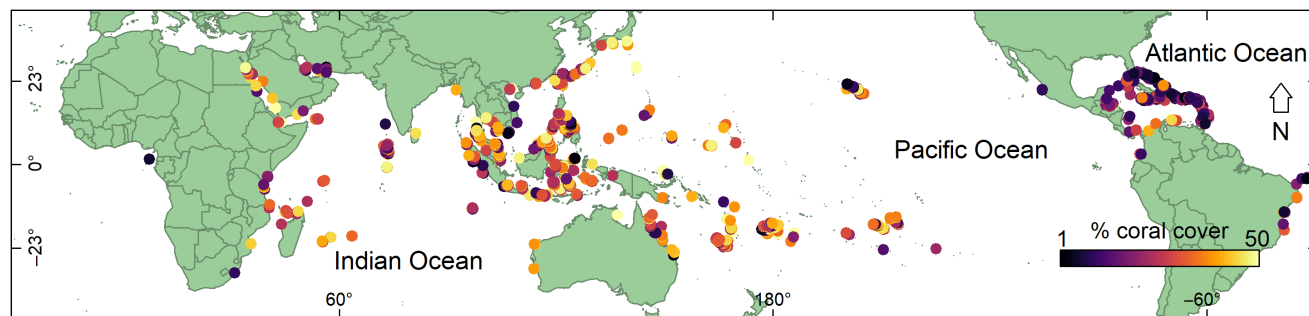 Atlantic Ocean
N
Pacific Ocean
Indian Ocean
% coral cover
1 50
23°
0°
−23°
60° 180° −60°